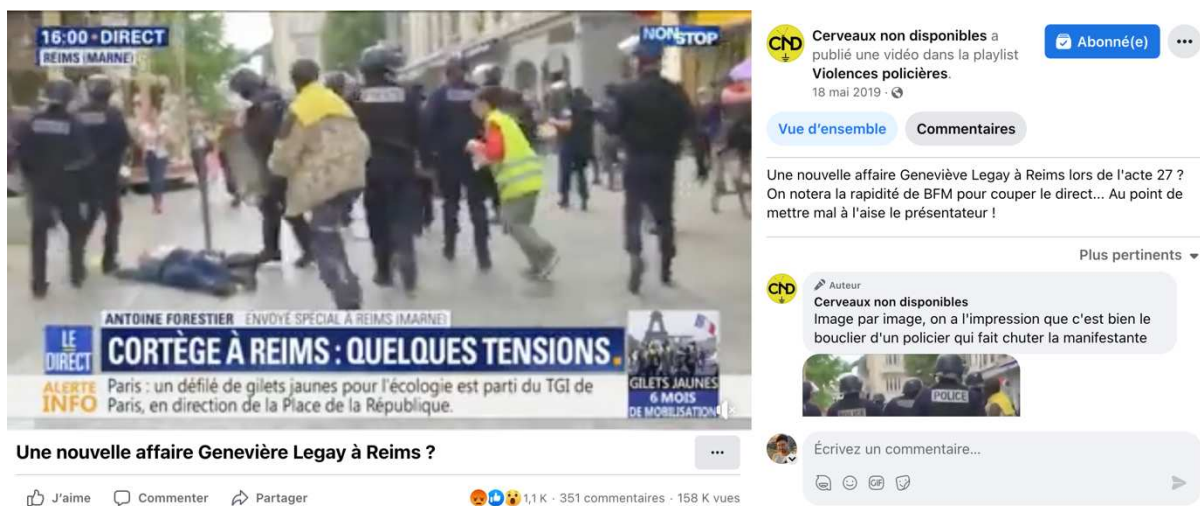 16:00 • DIRECT
REIMS (MARNE)
NON STOP
POLICE
ANTOINE FORESTIER ENVOYÉ SPÉCIAL À REIMS (MARNE)
LE DIRECT
CORTÈGE À REIMS : QUELQUES TENSIONS.
ALERTE INFO
Paris : un défilé de gilets jaunes pour l'écologie est parti du TGI de
Paris, en direction de la Place de la République.
GILETS JAUNES
6 MOIS
DE MOBILISATION
Une nouvelle affaire Genevière Legay à Reims ?
...
J'aime Commenter Partager
1,1 K · 351 commentaires · 158 K vues
CND
Cerveaux non disponibles a
publié une vidéo dans la playlist
Violences policières.
18 mai 2019 ·
Abonné(e)
...
Vue d'ensemble Commentaires
Une nouvelle affaire Geneviève Legay à Reims lors de l'acte 27 ?
On notera la rapidité de BFM pour couper le direct... Au point de
mettre mal à l'aise le présentateur !
Plus pertinents
CND
Auteur
Cerveaux non disponibles
Image par image, on a l'impression que c'est bien le
bouclier d'un policier qui fait chuter la manifestante
POLICE
Écrivez un commentaire...
GIF